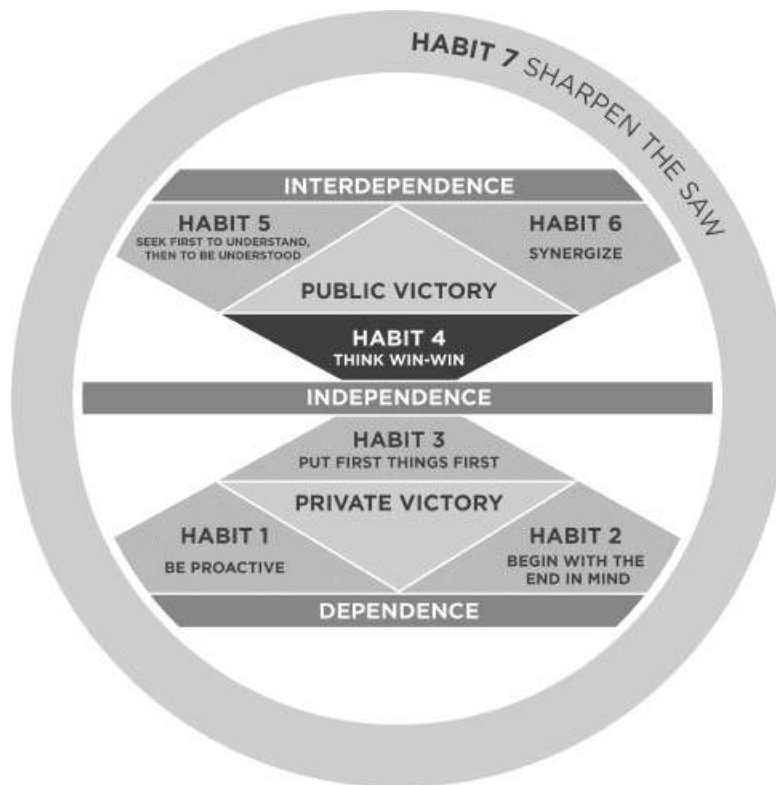 HABIT 7 SHARPEN THE SAW
INTERDEPENDENCE
HABIT 5
SEEK FIRST TO UNDERSTAND,
THEN TO BE UNDERSTOOD
HABIT 6
SYNERGIZE
PUBLIC VICTORY
HABIT 4
THINK WIN-WIN
INDEPENDENCE
HABIT 3
PUT FIRST THINGS FIRST
PRIVATE VICTORY
HABIT 1
BE PROACTIVE
HABIT 2
BEGIN WITH THE
END IN MIND
DEPENDENCE